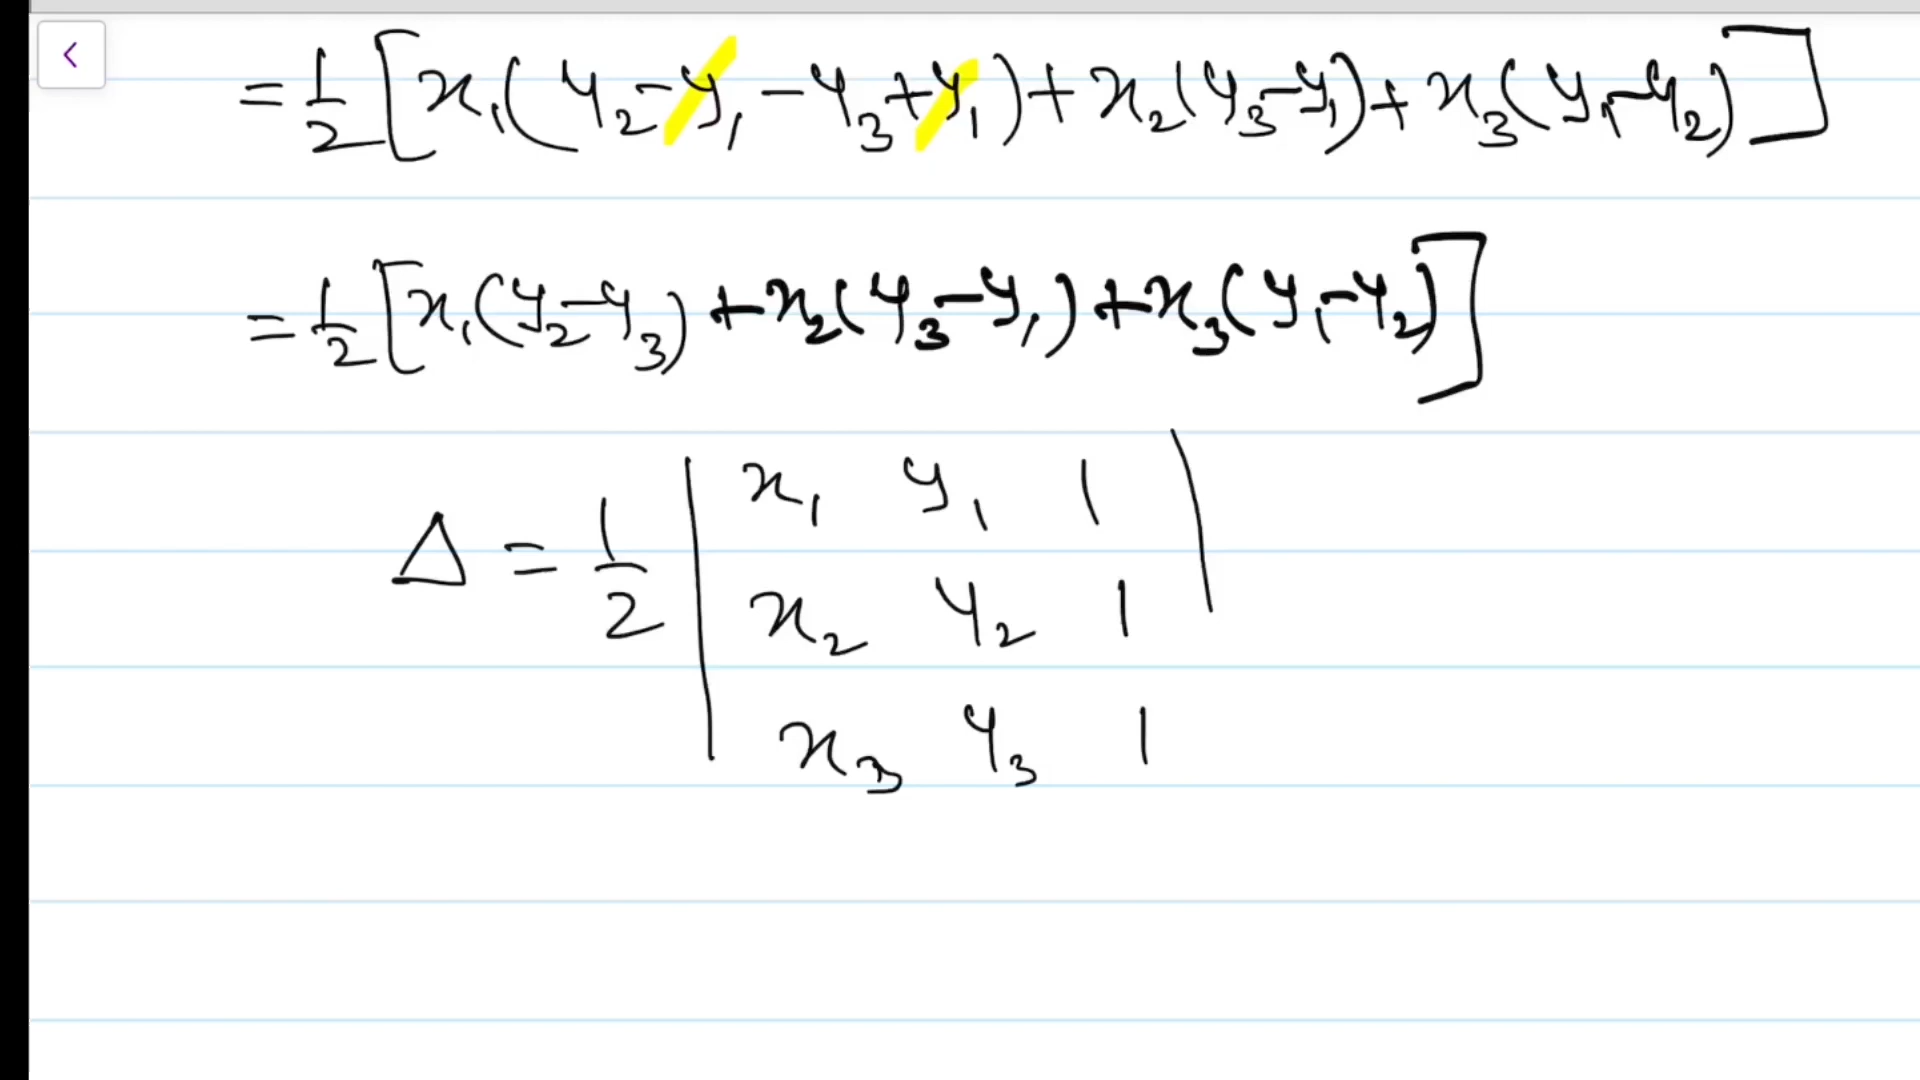 = 1/2 [x₁(y₂-y₁-y₃+y₁)+x₂(y₃-y₁)+x₃(y₁-y₂)]
= 1/2 [x₁(y₂-y₃)+x₂(y₃-y₁)+x₃(y₁-y₂)]
Δ = 1/2 | x₁ y₁ 1 |
x₂ y₂ 1
x₃ y₃ 1